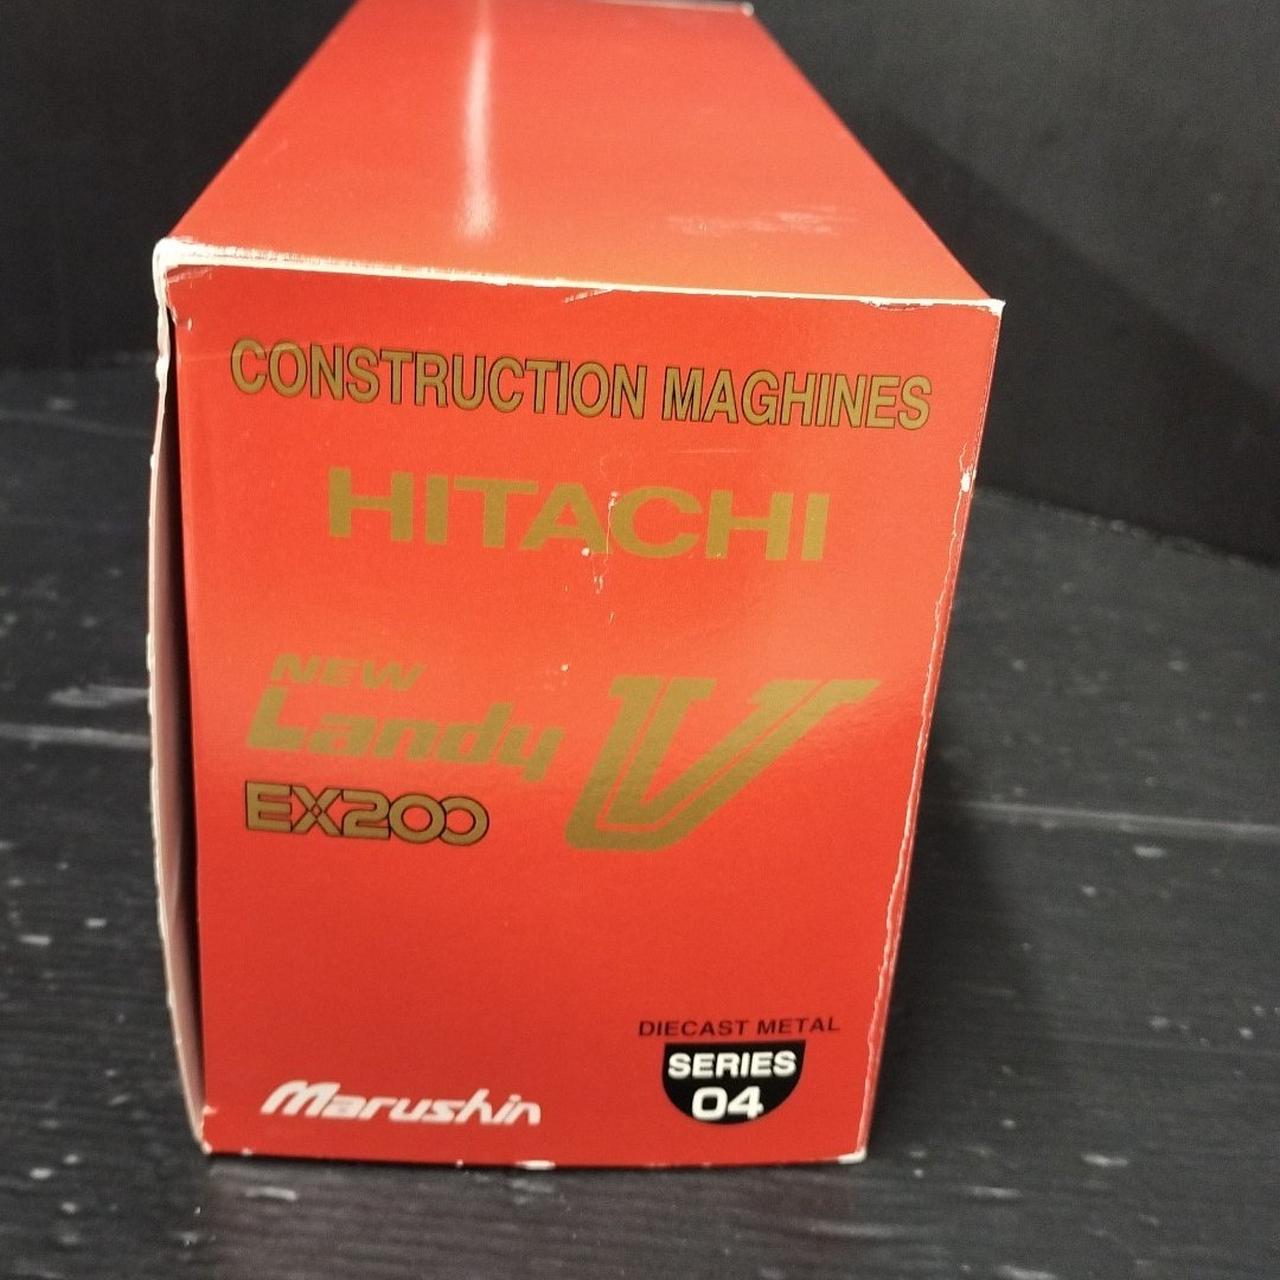 CONSTRUCTION MAGHINES
HITACHI
NEW
Landy V
EX200
DIECAST METAL
SERIES
04
Marushin